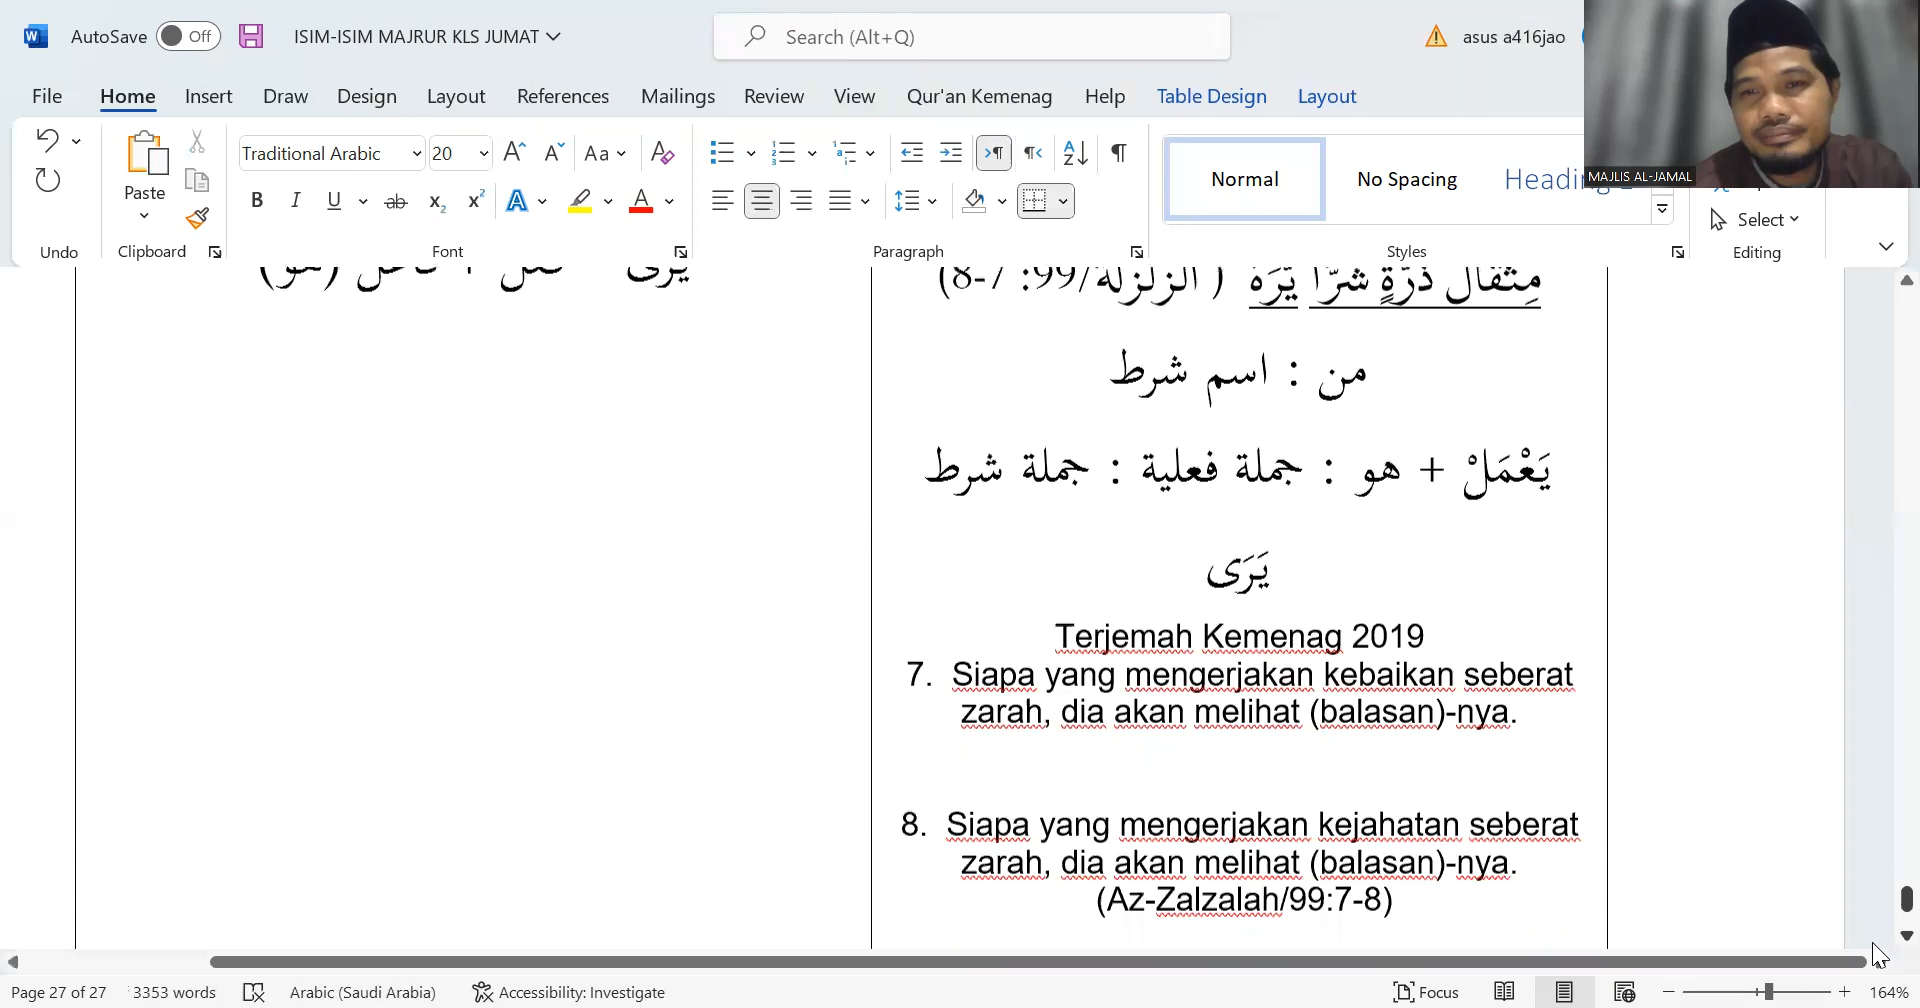 AutoSave Off ISIM-ISIM MAJRUR KLS JUMAT Search (Alt+Q) asus a416jao
File Home Insert Draw Design Layout References Mailings Review View Qur'an Kemenag Help Table Design Layout
MAJLIS AL-JAMAL
Traditional Arabic 20
Paste
Normal No Spacing Heading
Select
Undo Clipboard Font Paragraph Styles Editing
مِثْقَالَ ذَرَّةٍ شَرًّا يَّرَهٗ ( الزلزلة/99: 7-8)
من : اسم شرط
يَعْمَلْ + هو : جملة فعلية : جملة شرط
يَرَى
Terjemah Kemenag 2019
7. Siapa yang mengerjakan kebaikan seberat
zarah, dia akan melihat (balasan)-nya.
8. Siapa yang mengerjakan kejahatan seberat
zarah, dia akan melihat (balasan)-nya.
(Az-Zalzalah/99:7-8)
Page 27 of 27 3353 words Arabic (Saudi Arabia) Accessibility: Investigate Focus 164%